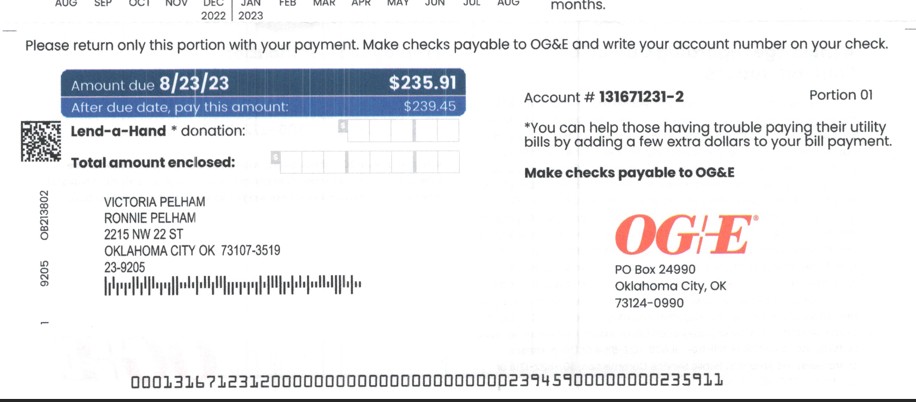 AUG SEP OCT NOV DEC JAN FEB MAR APR MAY JUN JUL AUG
2022 2023
months.
Please return only this portion with your payment. Make checks payable to OG&E and write your account number on your check.
Amount due 8/23/23 $235.91
After due date, pay this amount: $239.45
Lend-a-Hand * donation:
$
Total amount enclosed:
$
Account # 131671231-2 Portion 01
*You can help those having trouble paying their utility
bills by adding a few extra dollars to your bill payment.
Make checks payable to OG&E
VICTORIA PELHAM
RONNIE PELHAM
2215 NW 22 ST
OKLAHOMA CITY OK 73107-3519
23-9205
OG+E®
PO Box 24990
Oklahoma City, OK
73124-0990
1 9205 OB213802